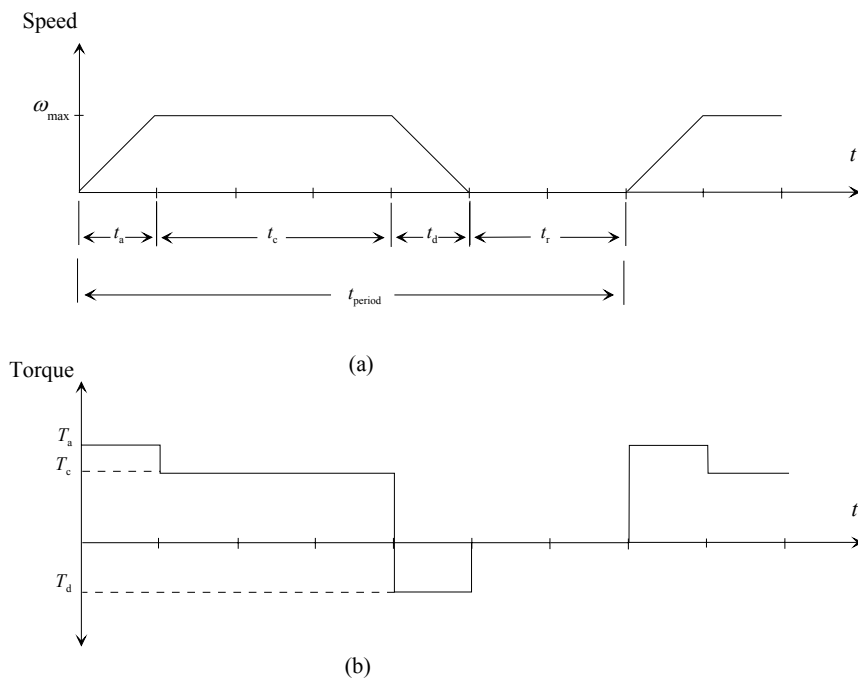 Speed
ω_max
t
t_a t_c t_d t_r
t_period
(a)
Torque
T_a
T_c
t
T_d
(b)